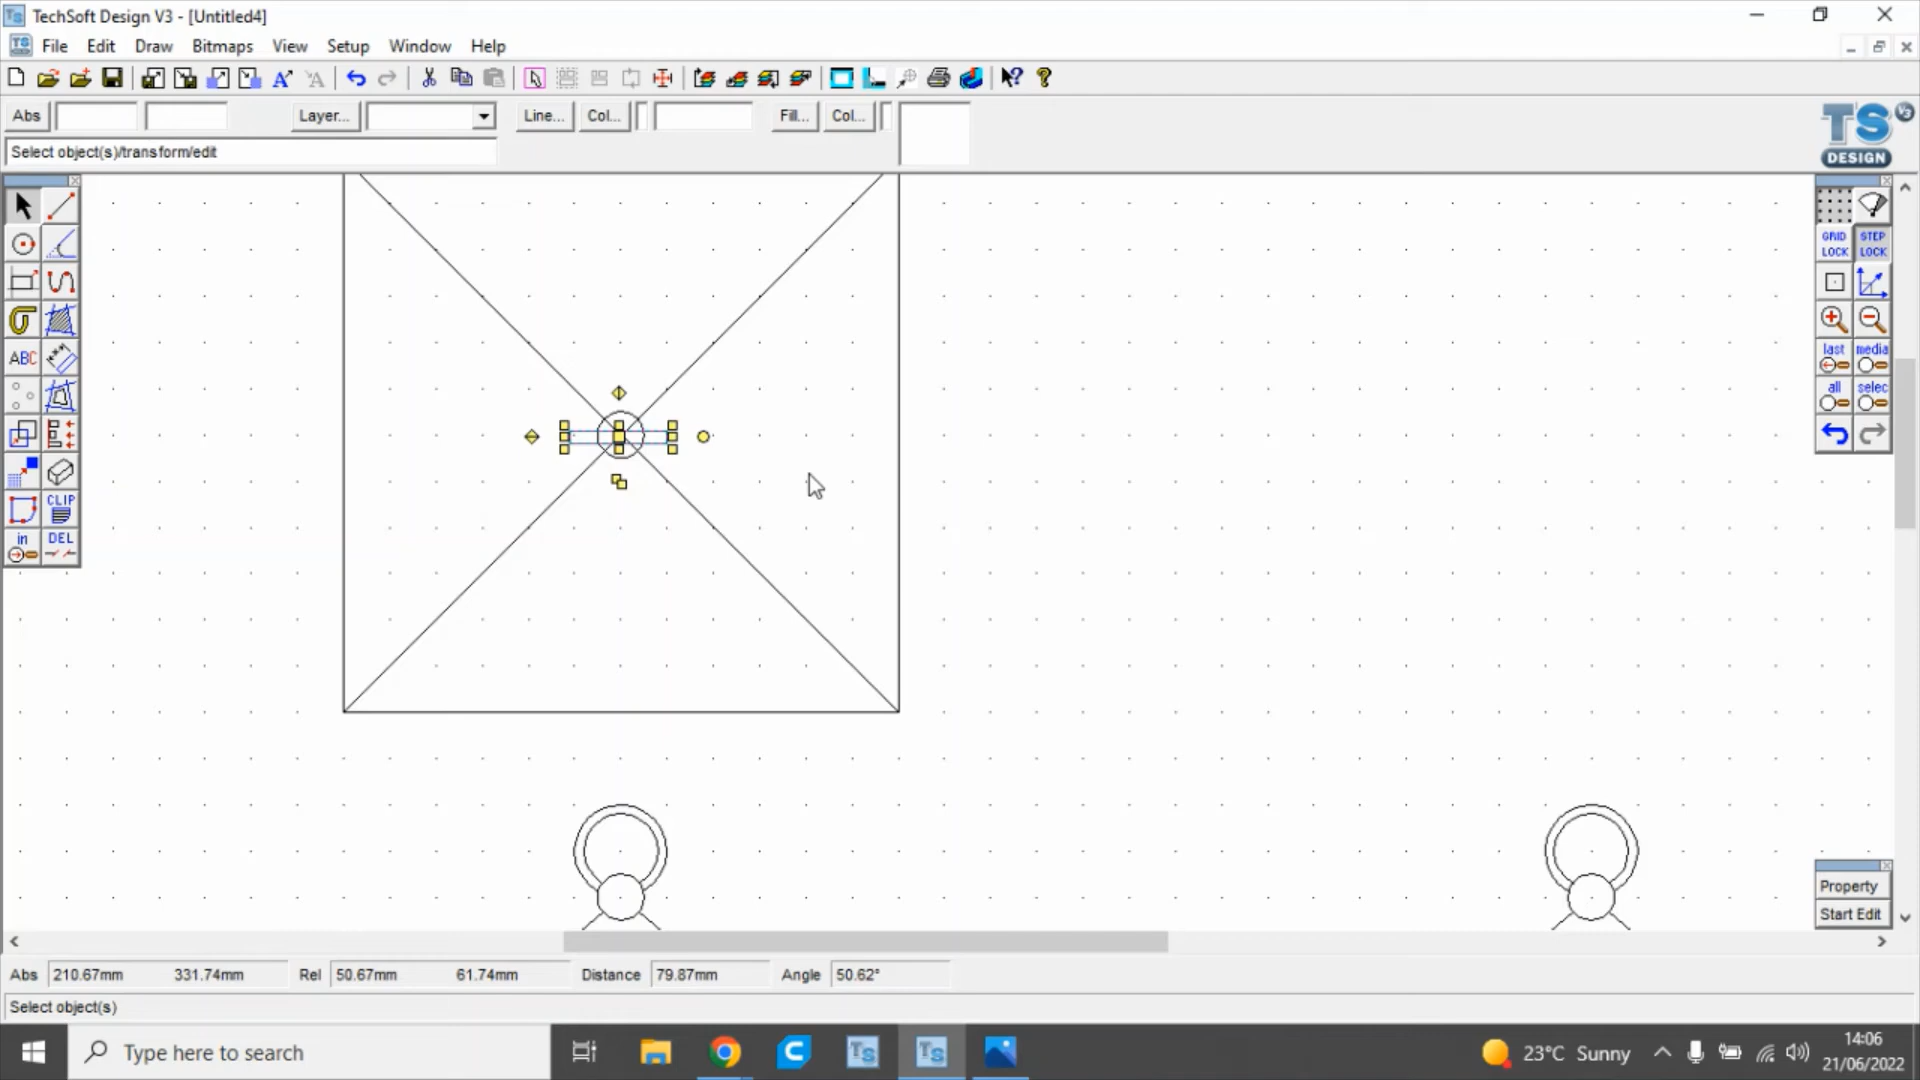 TechSoft Design V3 - [Untitled4]
File Edit Draw Bitmaps View Setup Window Help
Abs Layer... Line... Col... Fill... Col...
Select object(s)/transform/edit
TS V3
DESIGN
GRID LOCK STEP LOCK
ABC
last media
all selec
CLIP
in DEL
Property
Start Edit
Abs 210.67mm 331.74mm Rel 50.67mm 61.74mm Distance 79.87mm Angle 50.62°
Select object(s)
Type here to search
Ts Ts
23°C Sunny
14:06
21/06/2022